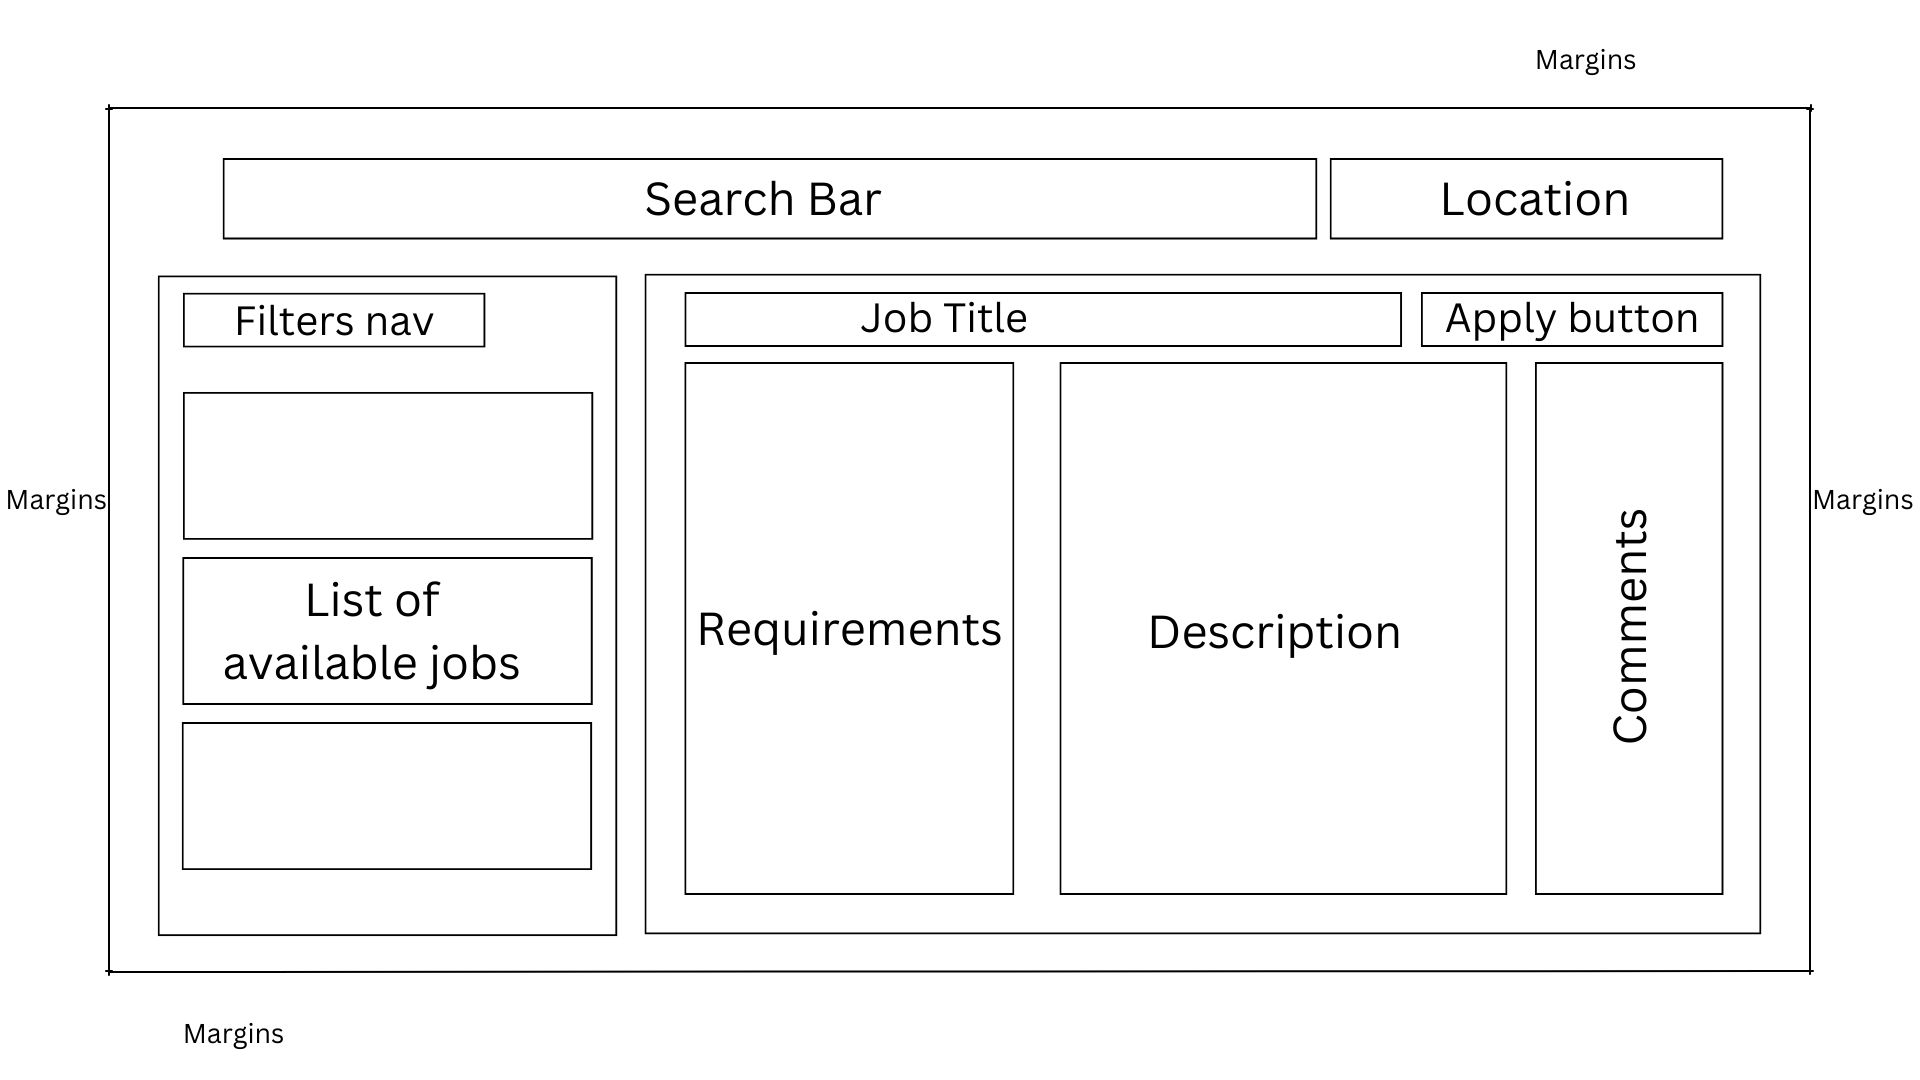 Margins
Search Bar
Location
Filters nav
Job Title
Apply button
Margins
Margins
List of
available jobs
Requirements
Description
Comments
Margins